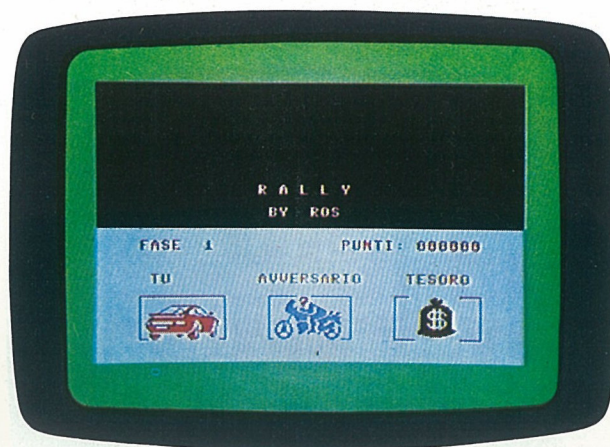 R A L L Y
BY ROS
FASE 1 PUNTI: 000000
TU AVVERSARIO TESORO
$